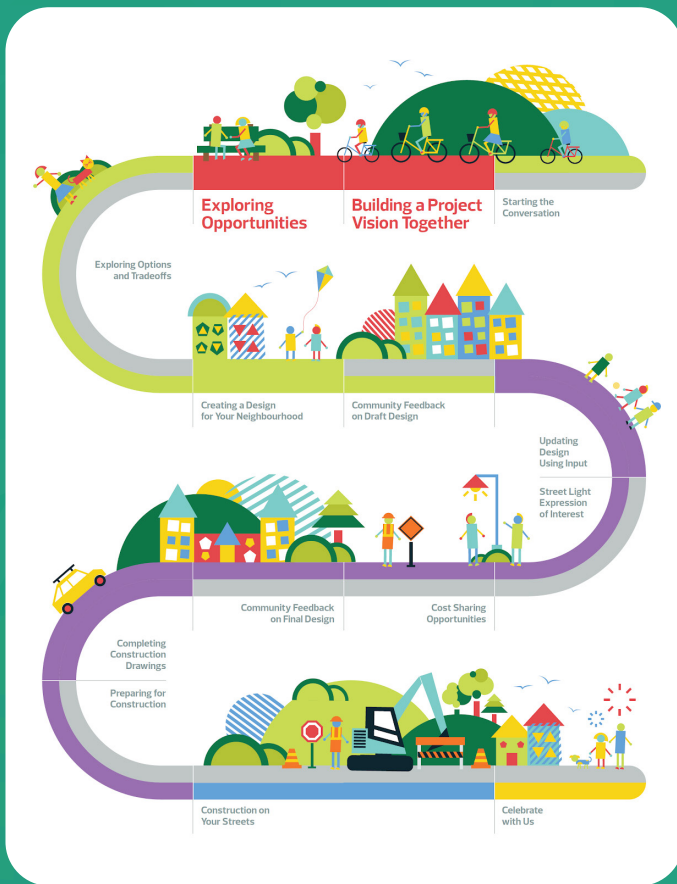 Exploring
Opportunities
Building a Project
Vision Together
Starting the
Conversation
Exploring Options
and Tradeoffs
Creating a Design
for Your Neighbourhood
Community Feedback
on Draft Design
Updating
Design
Using Input
Street Light
Expression
of Interest
Community Feedback
on Final Design
Cost Sharing
Opportunities
Completing
Construction
Drawings
Preparing for
Construction
Construction on
Your Streets
Celebrate
with Us